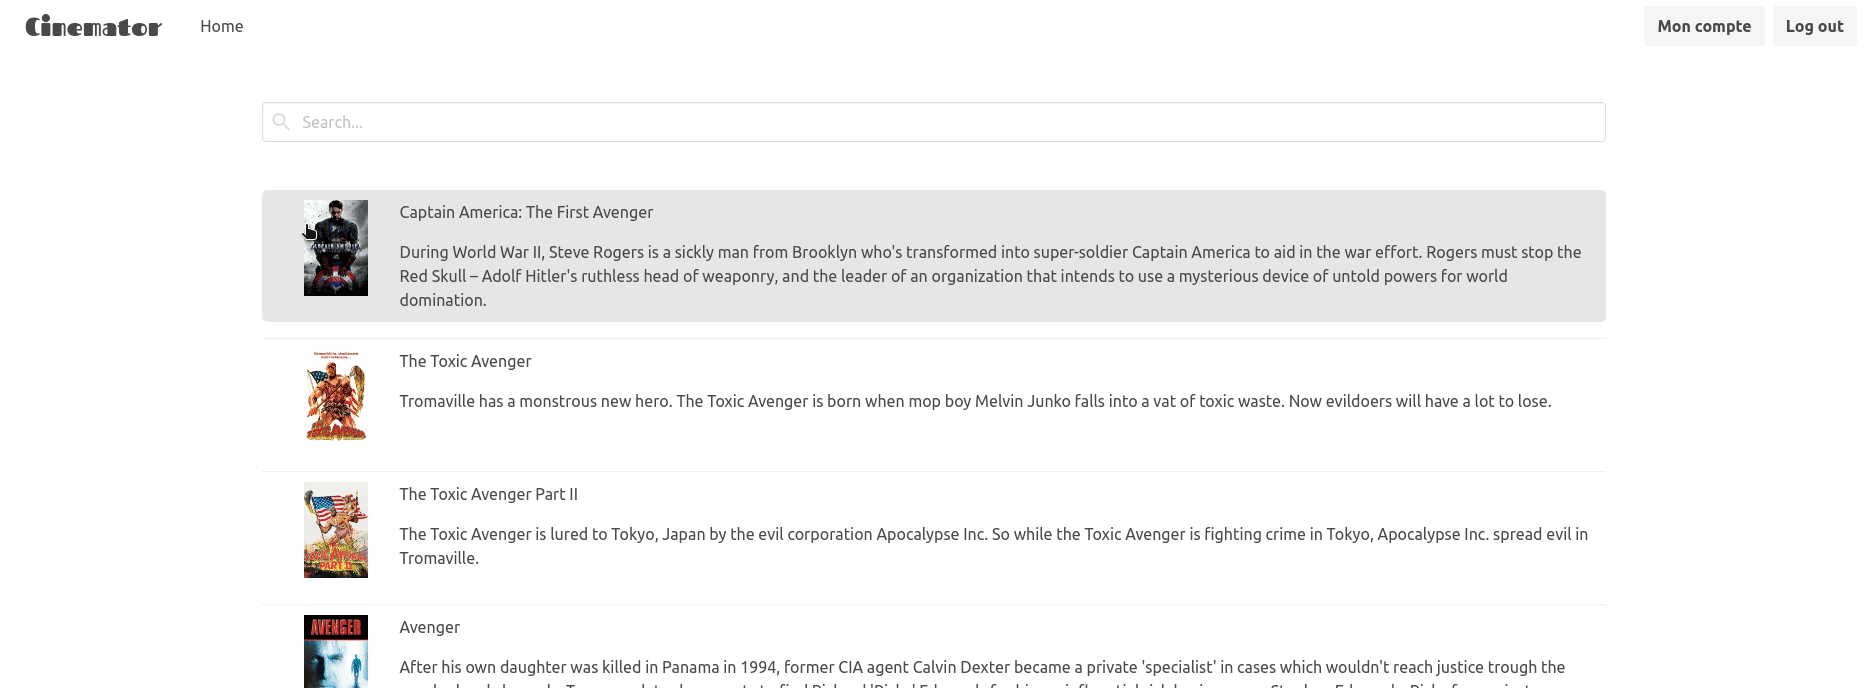 Cinemator
Home
Mon compte
Log out
Search...
Captain America: The First Avenger
During World War II, Steve Rogers is a sickly man from Brooklyn who's transformed into super-soldier Captain America to aid in the war effort. Rogers must stop the
Red Skull – Adolf Hitler's ruthless head of weaponry, and the leader of an organization that intends to use a mysterious device of untold powers for world
domination.
The Toxic Avenger
Tromaville has a monstrous new hero. The Toxic Avenger is born when mop boy Melvin Junko falls into a vat of toxic waste. Now evildoers will have a lot to lose.
The Toxic Avenger Part II
The Toxic Avenger is lured to Tokyo, Japan by the evil corporation Apocalypse Inc. So while the Toxic Avenger is fighting crime in Tokyo, Apocalypse Inc. spread evil in
Tromaville.
PART II
AVENGER
Avenger
After his own daughter was killed in Panama in 1994, former CIA agent Calvin Dexter became a private 'specialist' in cases which wouldn't reach justice trough the